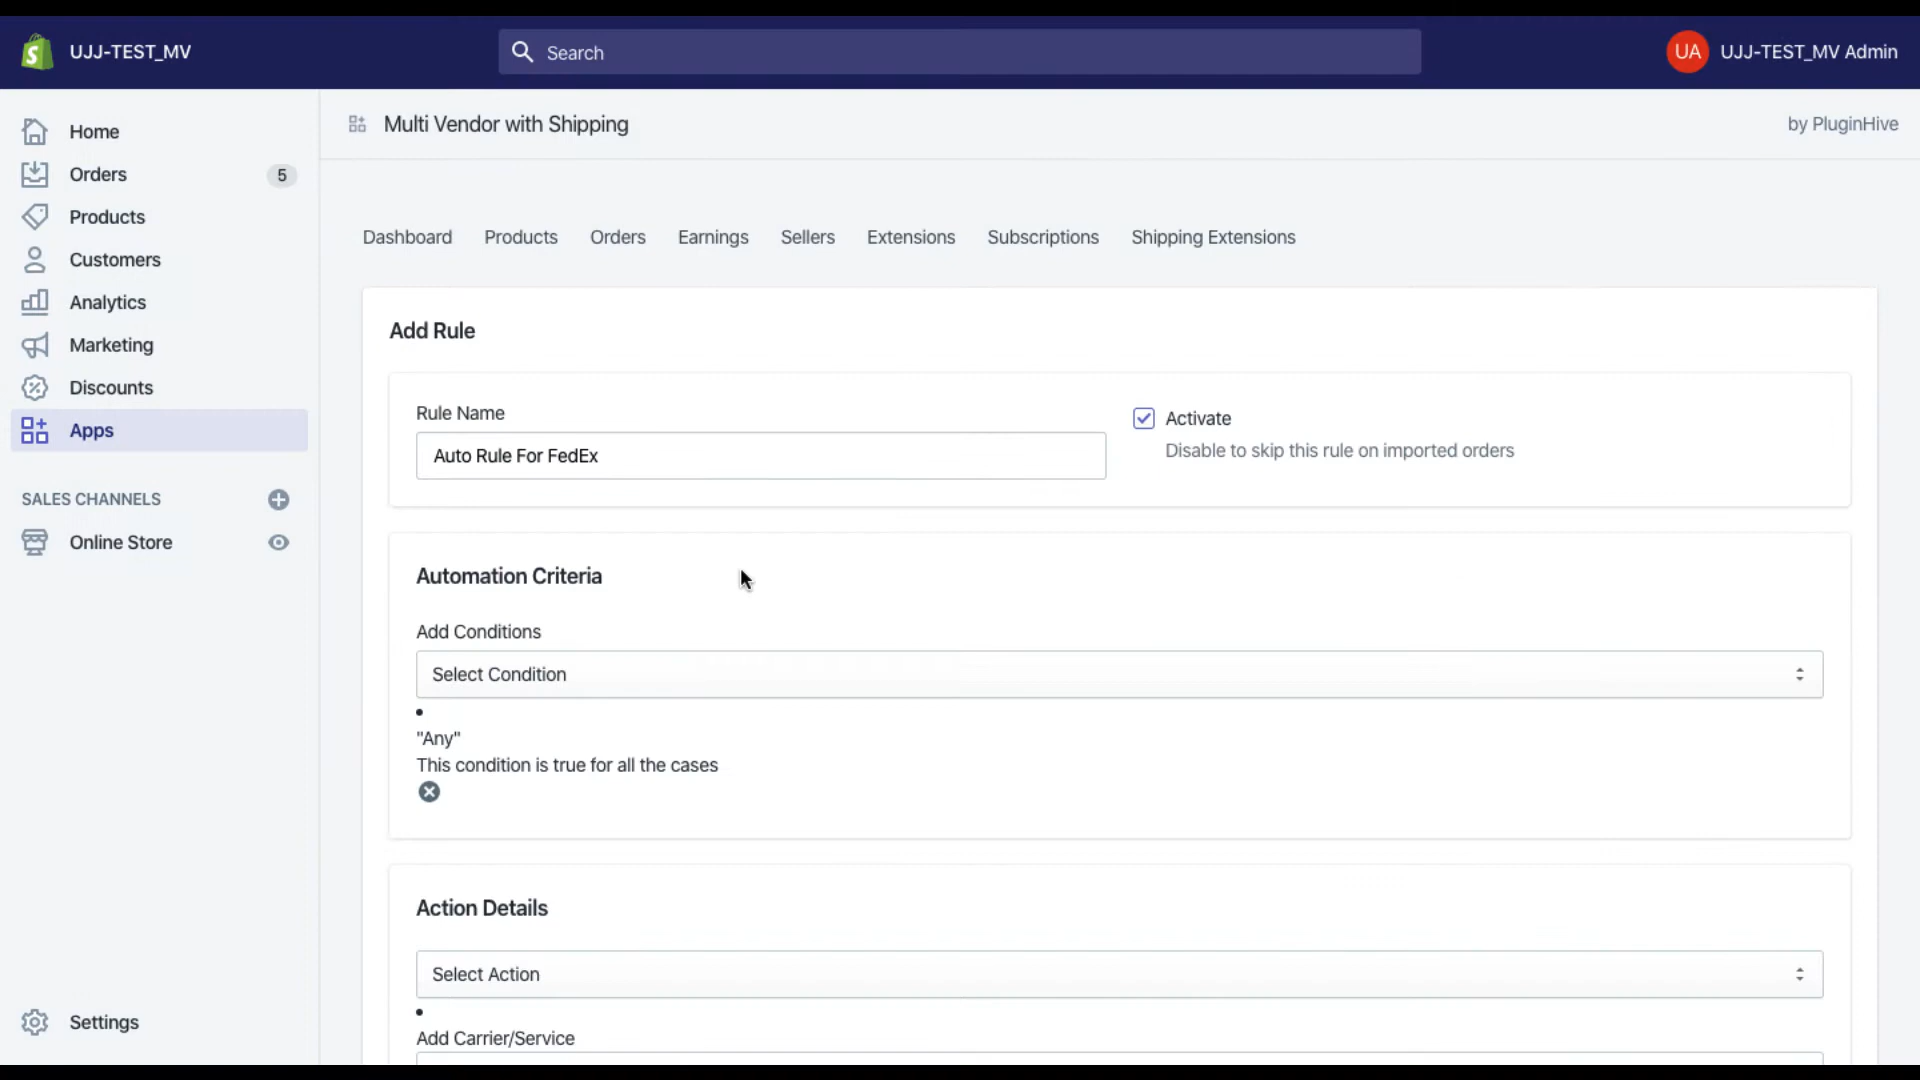 UJJ-TEST_MV
Search
UA
UJJ-TEST_MV Admin
Home
Orders
5
Products
Customers
Analytics
Marketing
Discounts
Apps
SALES CHANNELS
Online Store
Settings
Multi Vendor with Shipping
by PluginHive
Dashboard
Products
Orders
Earnings
Sellers
Extensions
Subscriptions
Shipping Extensions
Add Rule
Rule Name
Auto Rule For FedEx
Activate
Disable to skip this rule on imported orders
Automation Criteria
Add Conditions
Select Condition
"Any"
This condition is true for all the cases
Action Details
Select Action
Add Carrier/Service